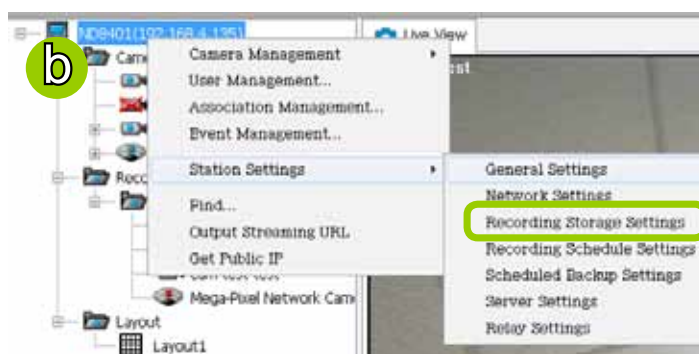 b
ND8401(192.168.4.135)
Live View
Camera Management
User Management...
Association Management...
Event Management...
Station Settings
Find...
Output Streaming URL
Get Public IP
General Settings
Network Settings
Recording Storage Settings
Recording Schedule Settings
Scheduled Backup Settings
Server Settings
Relay Settings
Mega-Pixel Network Cam
Layout
Layout1